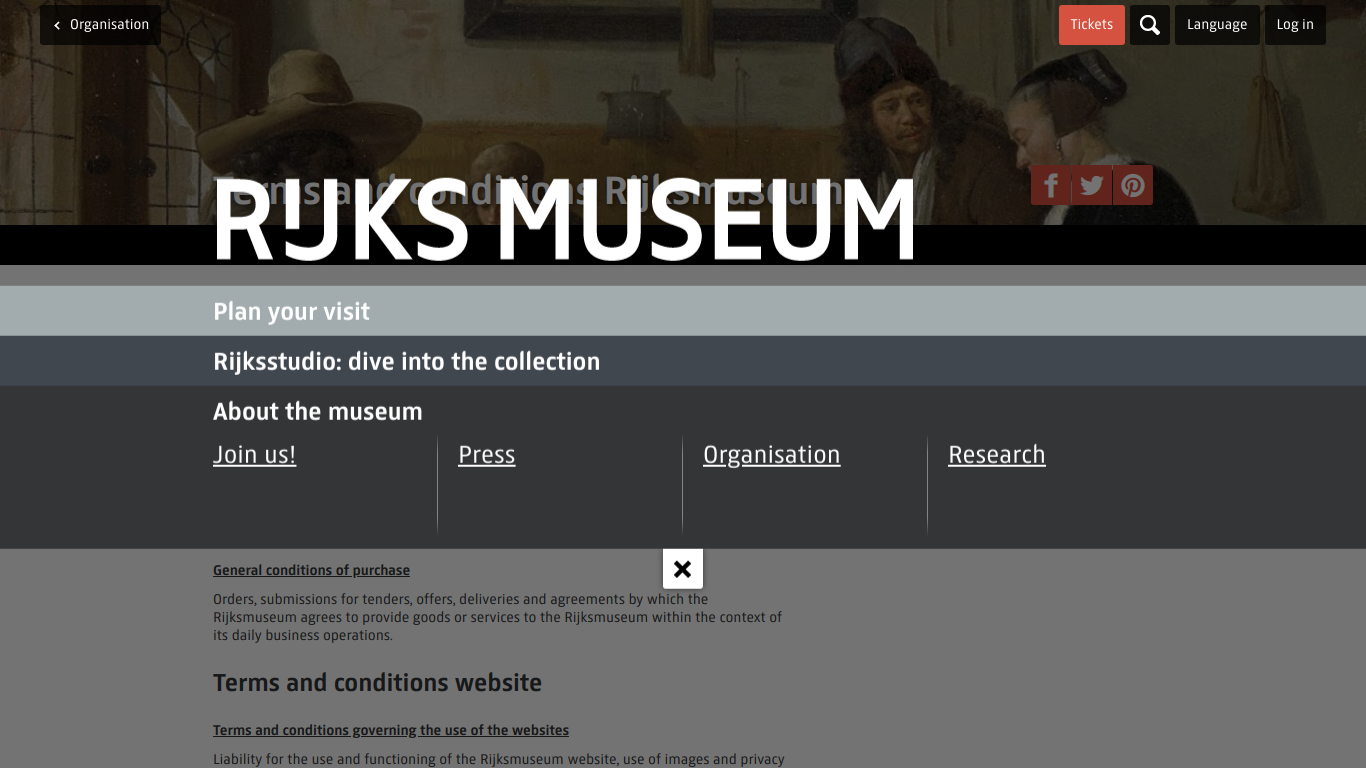 Organisation
Tickets
Language
Log in
Terms and conditions Rijksmuseum
RIJKS MUSEUM
Plan your visit
Rijksstudio: dive into the collection
About the museum
Join us!
Press
Organisation
Research
General conditions of purchase
Orders, submissions for tenders, offers, deliveries and agreements by which the
Rijksmuseum agrees to provide goods or services to the Rijksmuseum within the context of
its daily business operations.
Terms and conditions website
Terms and conditions governing the use of the websites
Liability for the use and functioning of the Rijksmuseum website, use of images and privacy